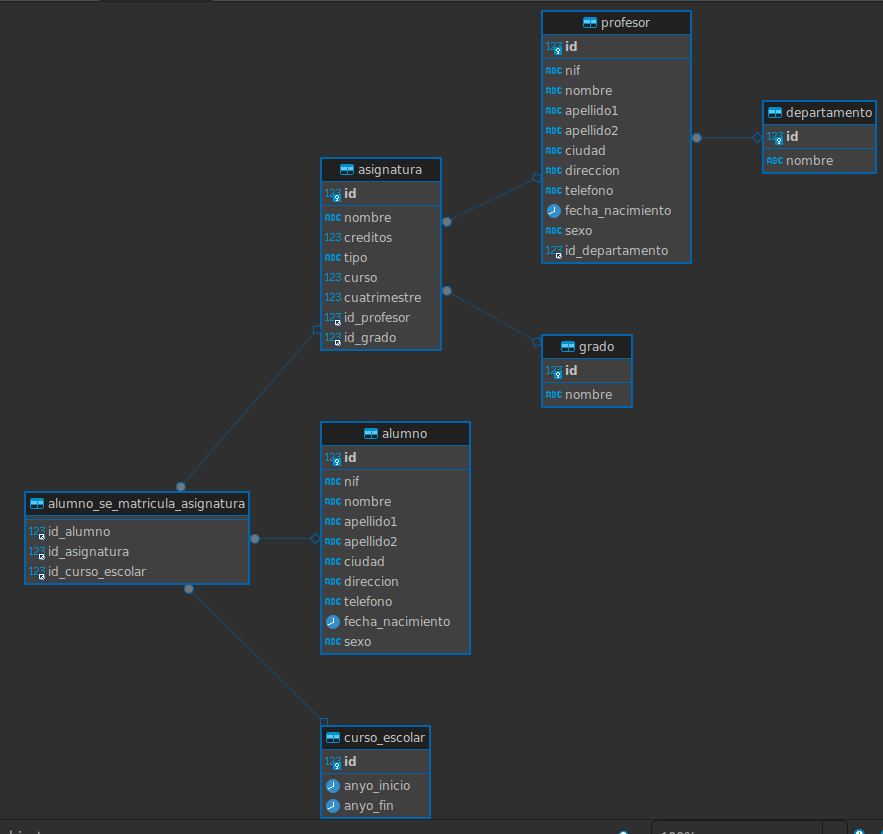 profesor
123 id
ABC nif
ABC nombre
ABC apellido1
ABC apellido2
ABC ciudad
ABC direccion
ABC telefono
fecha_nacimiento
ABC sexo
123 id_departamento
departamento
123 id
ABC nombre
asignatura
123 id
ABC nombre
123 creditos
ABC tipo
123 curso
123 cuatrimestre
123 id_profesor
123 id_grado
grado
123 id
ABC nombre
alumno
123 id
ABC nif
ABC nombre
ABC apellido1
ABC apellido2
ABC ciudad
ABC direccion
ABC telefono
fecha_nacimiento
ABC sexo
alumno_se_matricula_asignatura
123 id_alumno
123 id_asignatura
123 id_curso_escolar
curso_escolar
123 id
anyo_inicio
anyo_fin